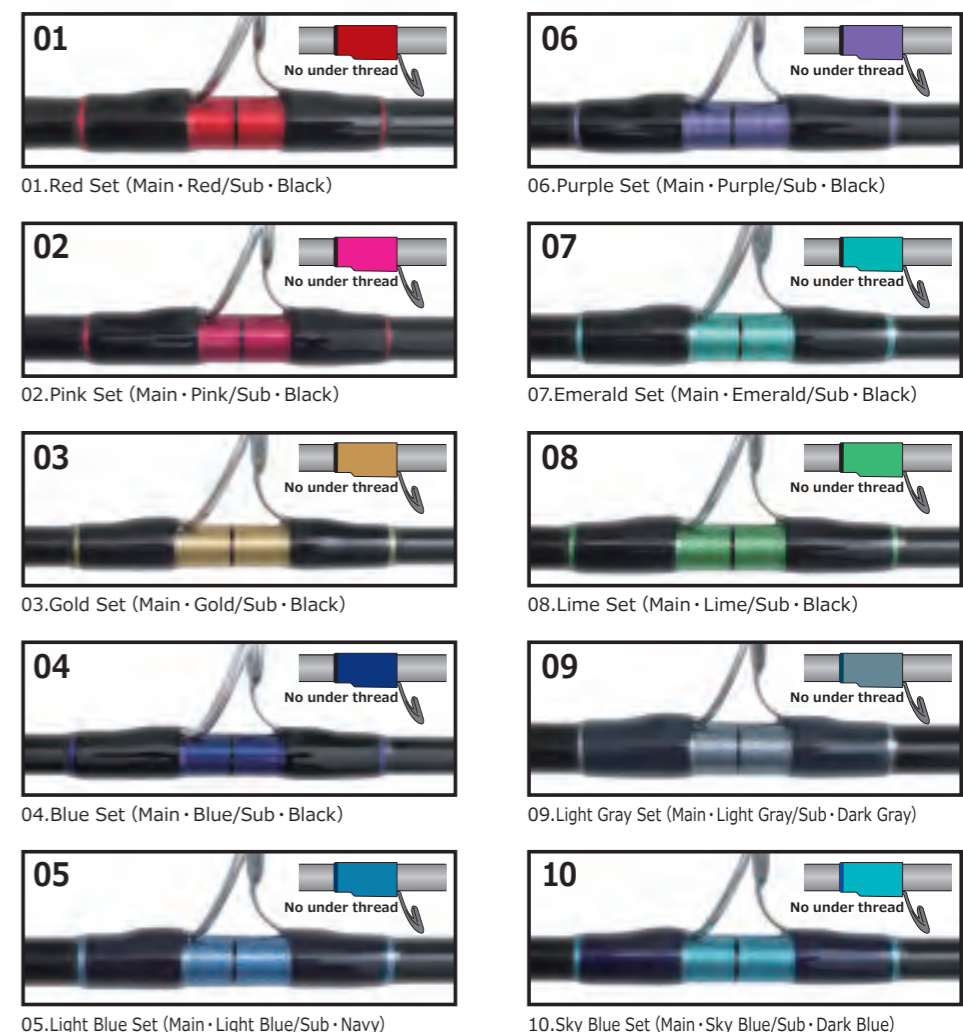 01
No under thread
01.Red Set (Main・Red/Sub・Black)
02
No under thread
02.Pink Set (Main・Pink/Sub・Black)
03
No under thread
03.Gold Set (Main・Gold/Sub・Black)
04
No under thread
04.Blue Set (Main・Blue/Sub・Black)
05
No under thread
05.Light Blue Set (Main・Light Blue/Sub・Navy)
06
No under thread
06.Purple Set (Main・Purple/Sub・Black)
07
No under thread
07.Emerald Set (Main・Emerald/Sub・Black)
08
No under thread
08.Lime Set (Main・Lime/Sub・Black)
09
No under thread
09.Light Gray Set (Main・Light Gray/Sub・Dark Gray)
10
No under thread
10.Sky Blue Set (Main・Sky Blue/Sub・Dark Blue)